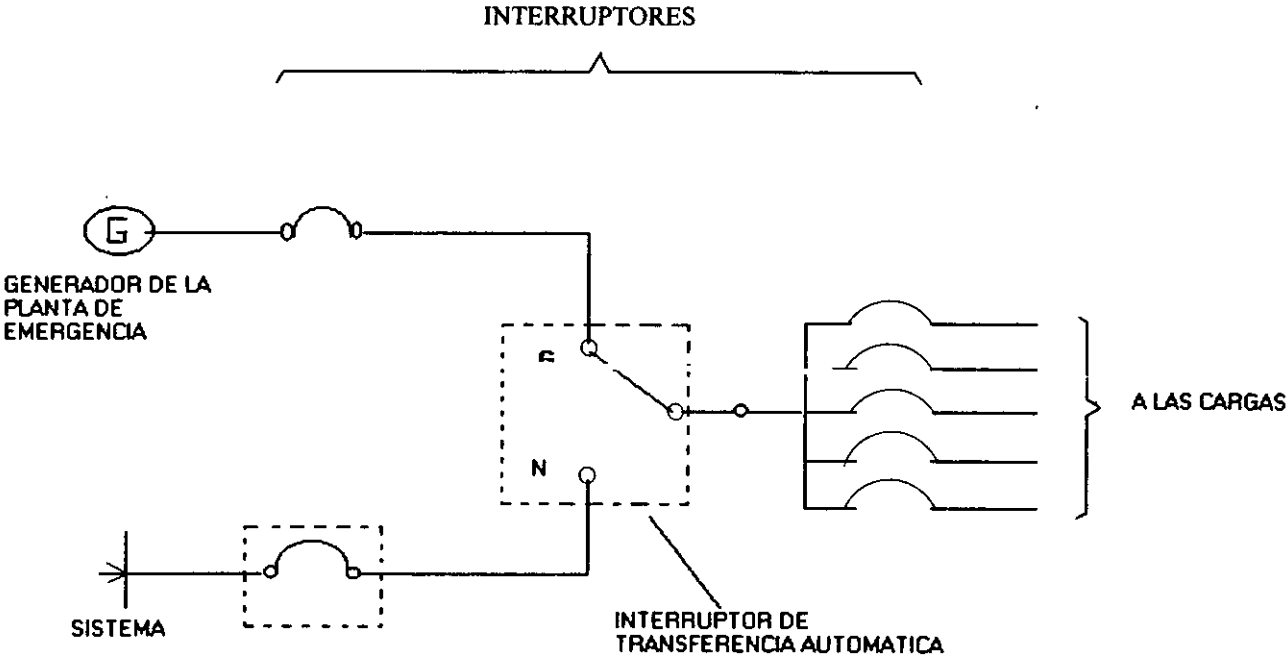 INTERRUPTORES
G
GENERADOR DE LA
PLANTA DE
EMERGENCIA
G
A LAS CARGAS
N
SISTEMA
INTERRUPTOR DE
TRANSFERENCIA AUTOMATICA